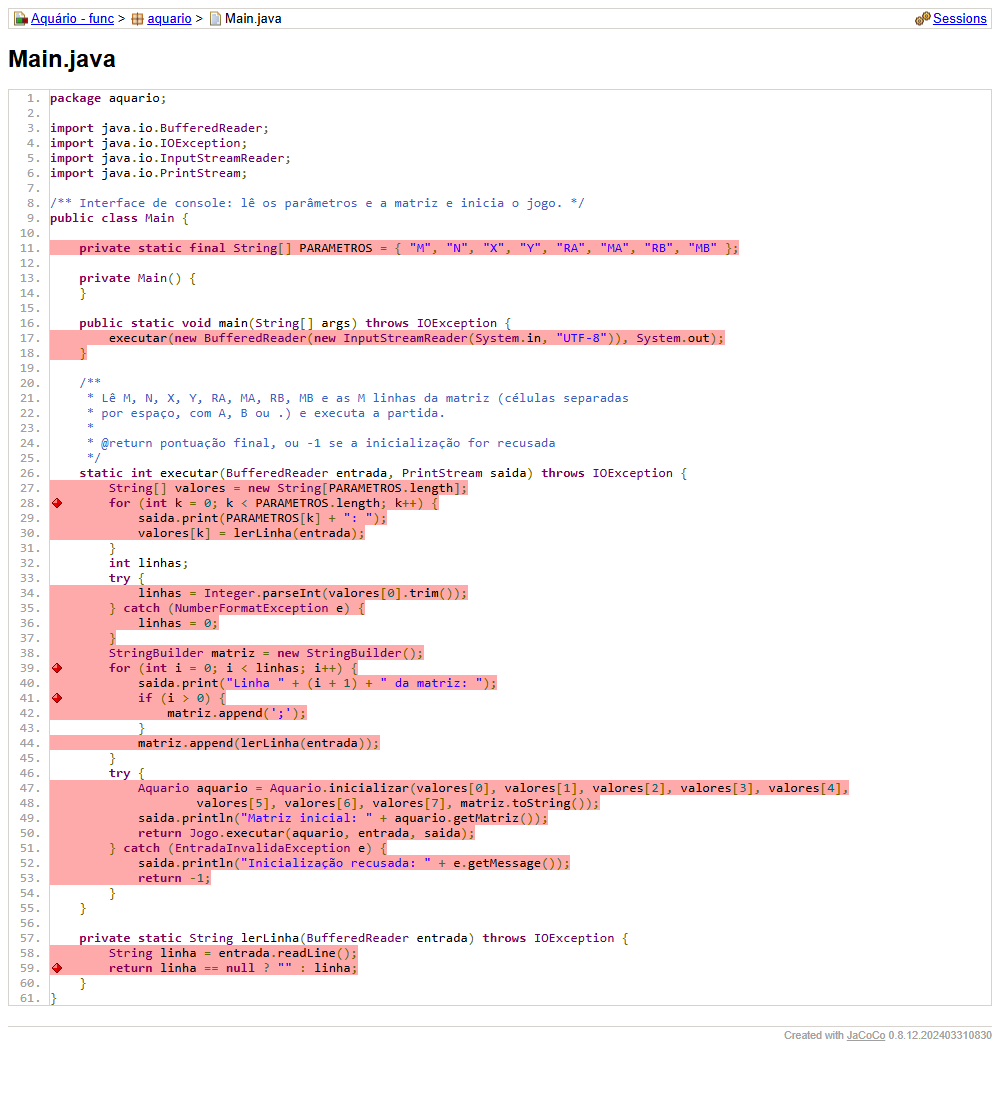 Aquário - func > aquario > Main.java
Sessions
Main.java
1. package aquario;
2.
3. import java.io.BufferedReader;
4. import java.io.IOException;
5. import java.io.InputStreamReader;
6. import java.io.PrintStream;
7.
8. /** Interface de console: lê os parâmetros e a matriz e inicia o jogo. */
9. public class Main {
10.
11.     private static final String[] PARAMETROS = { "M", "N", "X", "Y", "RA", "MA", "RB", "MB" };
12.
13.     private Main() {
14.     }
15.
16.     public static void main(String[] args) throws IOException {
17.         executar(new BufferedReader(new InputStreamReader(System.in, "UTF-8")), System.out);
18.     }
19.
20.     /**
21.      * Lê M, N, X, Y, RA, MA, RB, MB e as M linhas da matriz (células separadas
22.      * por espaço, com A, B ou .) e executa a partida.
23.      *
24.      * @return pontuação final, ou -1 se a inicialização for recusada
25.      */
26.     static int executar(BufferedReader entrada, PrintStream saida) throws IOException {
27.         String[] valores = new String[PARAMETROS.length];
28.         for (int k = 0; k < PARAMETROS.length; k++) {
29.             saida.print(PARAMETROS[k] + ": ");
30.             valores[k] = lerLinha(entrada);
31.         }
32.         int linhas;
33.         try {
34.             linhas = Integer.parseInt(valores[0].trim());
35.         } catch (NumberFormatException e) {
36.             linhas = 0;
37.         }
38.         StringBuilder matriz = new StringBuilder();
39.         for (int i = 0; i < linhas; i++) {
40.             saida.print("Linha " + (i + 1) + " da matriz: ");
41.             if (i > 0) {
42.                 matriz.append(';');
43.             }
44.             matriz.append(lerLinha(entrada));
45.         }
46.         try {
47.             Aquario aquario = Aquario.inicializar(valores[0], valores[1], valores[2], valores[3], valores[4],
48.                     valores[5], valores[6], valores[7], matriz.toString());
49.             saida.println("Matriz inicial: " + aquario.getMatriz());
50.             return Jogo.executar(aquario, entrada, saida);
51.         } catch (EntradaInvalidaException e) {
52.             saida.println("Inicialização recusada: " + e.getMessage());
53.             return -1;
54.         }
55.     }
56.
57.     private static String lerLinha(BufferedReader entrada) throws IOException {
58.         String linha = entrada.readLine();
59.         return linha == null ? "" : linha;
60.     }
61. }
Created with JaCoCo 0.8.12.202403310830